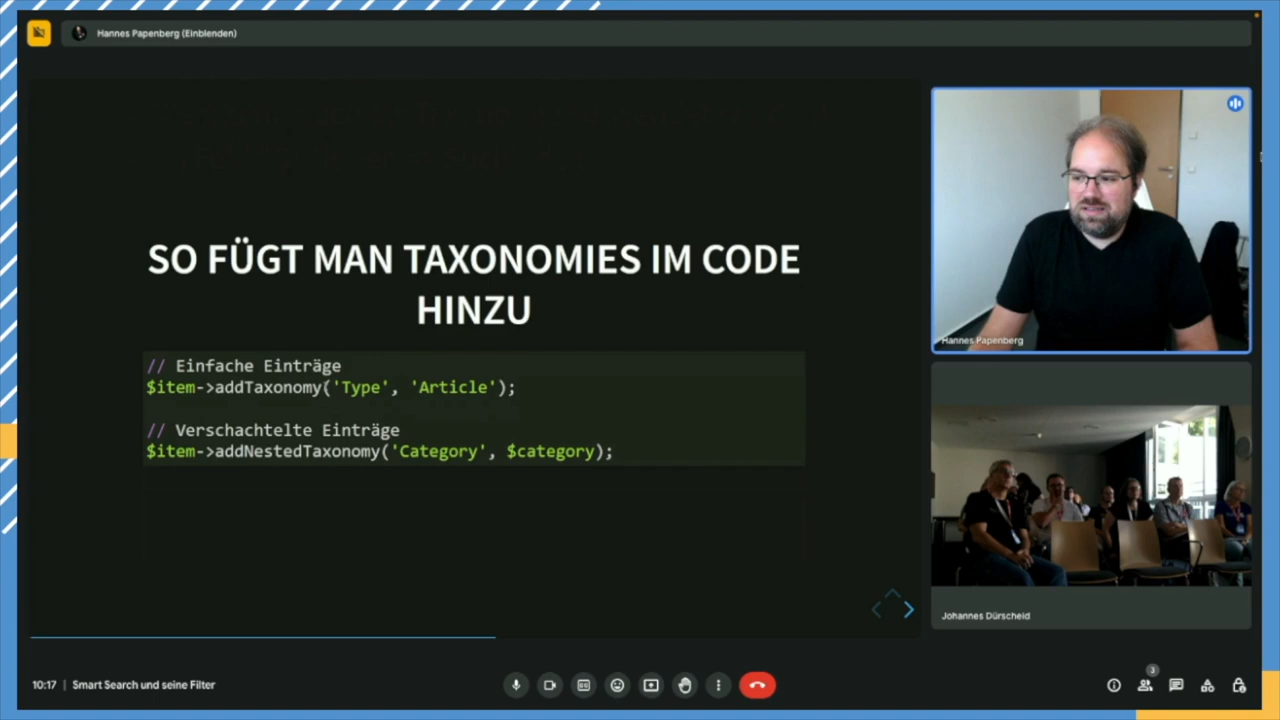 Hannes Papenberg (Einblenden)
SO FÜGT MAN TAXONOMIES IM CODE
HINZU
// Einfache Einträge
$item->addTaxonomy('Type', 'Article');
// Verschachtelte Einträge
$item->addNestedTaxonomy('Category', $category);
Hannes Papenberg
Johannes Dürscheid
10:17 | Smart Search und seine Filter
3